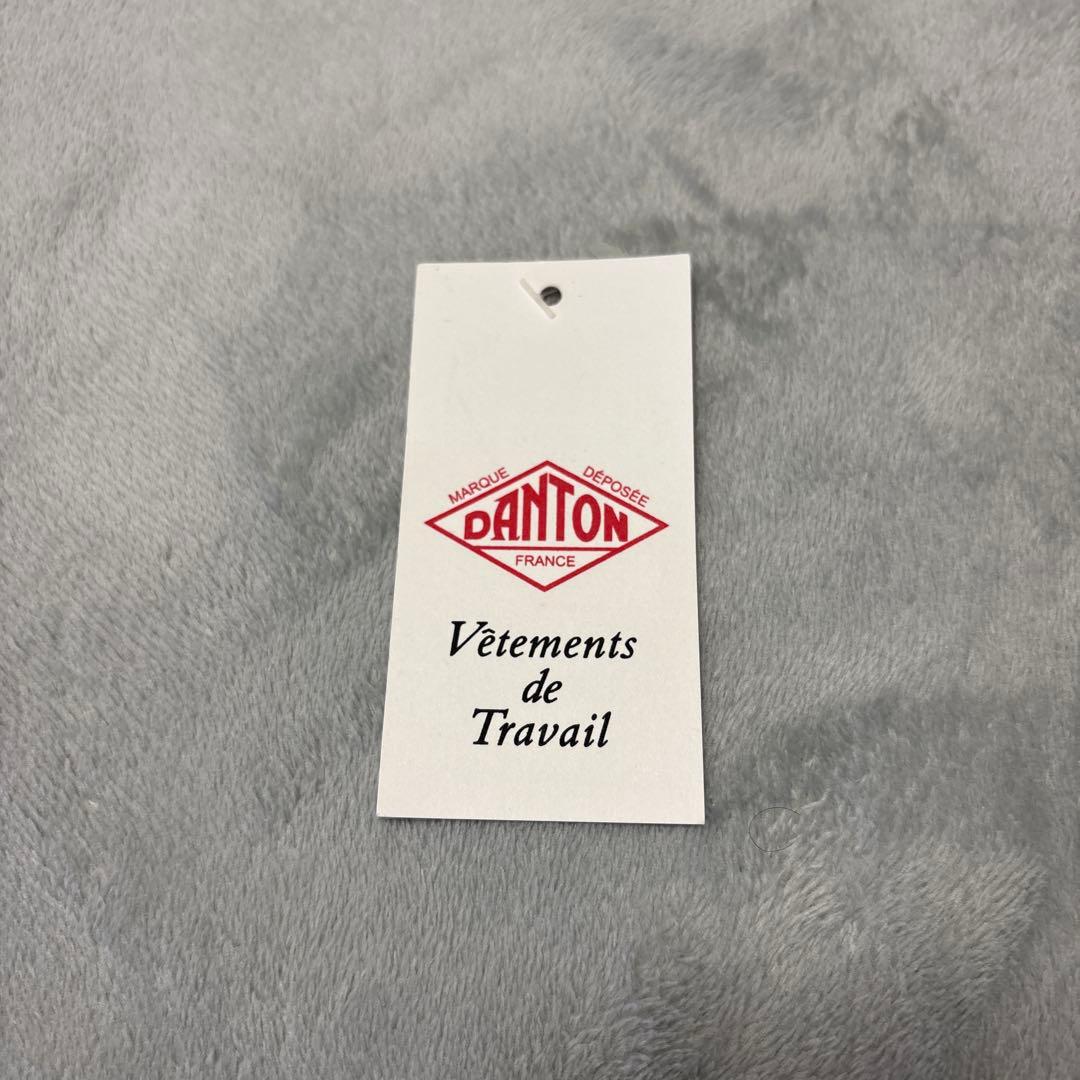 MARQUE DÉPOSÉE
DANTON
FRANCE
Vêtements
de
Travail